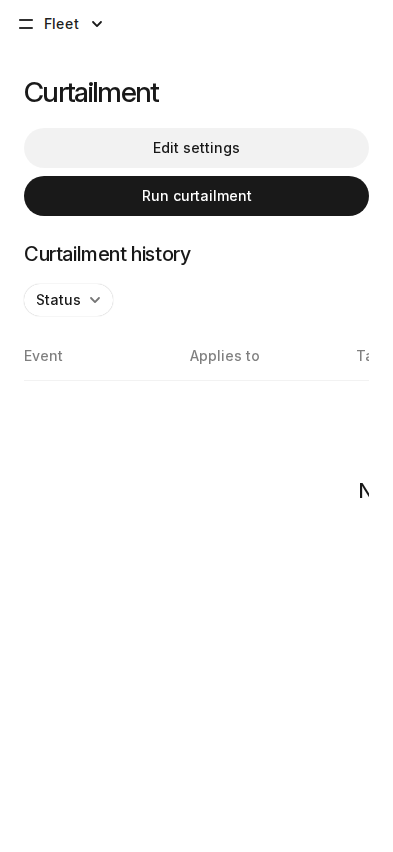 Fleet
Curtailment
Edit settings
Run curtailment
Curtailment history
Status
Event Applies to